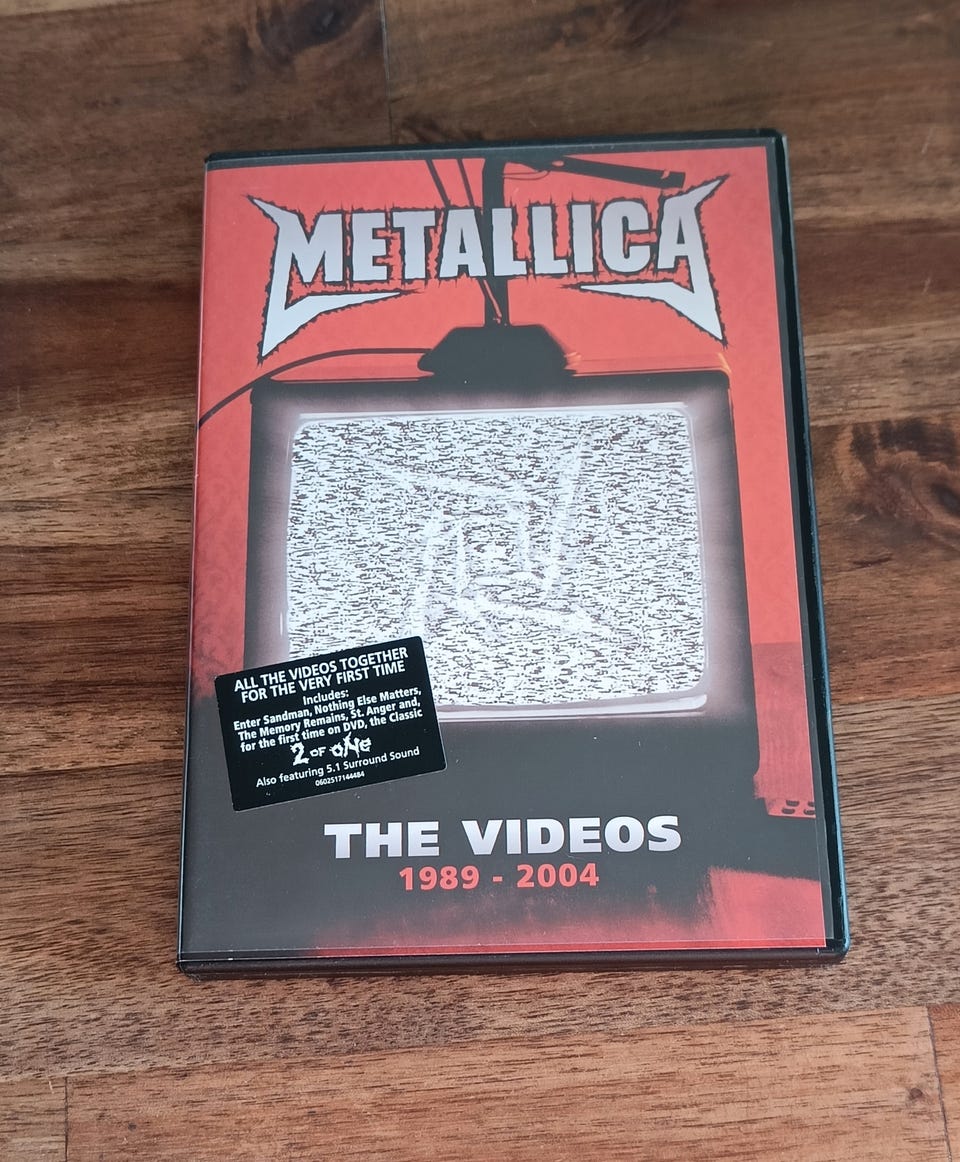 METALLICA
ALL THE VIDEOS TOGETHER
FOR THE VERY FIRST TIME
Includes:
Enter Sandman, Nothing Else Matters,
The Memory Remains, St. Anger and,
for the first time on DVD, the Classic
2 OF ONE
Also featuring 5.1 Surround Sound
0602517144484
THE VIDEOS
1989 - 2004